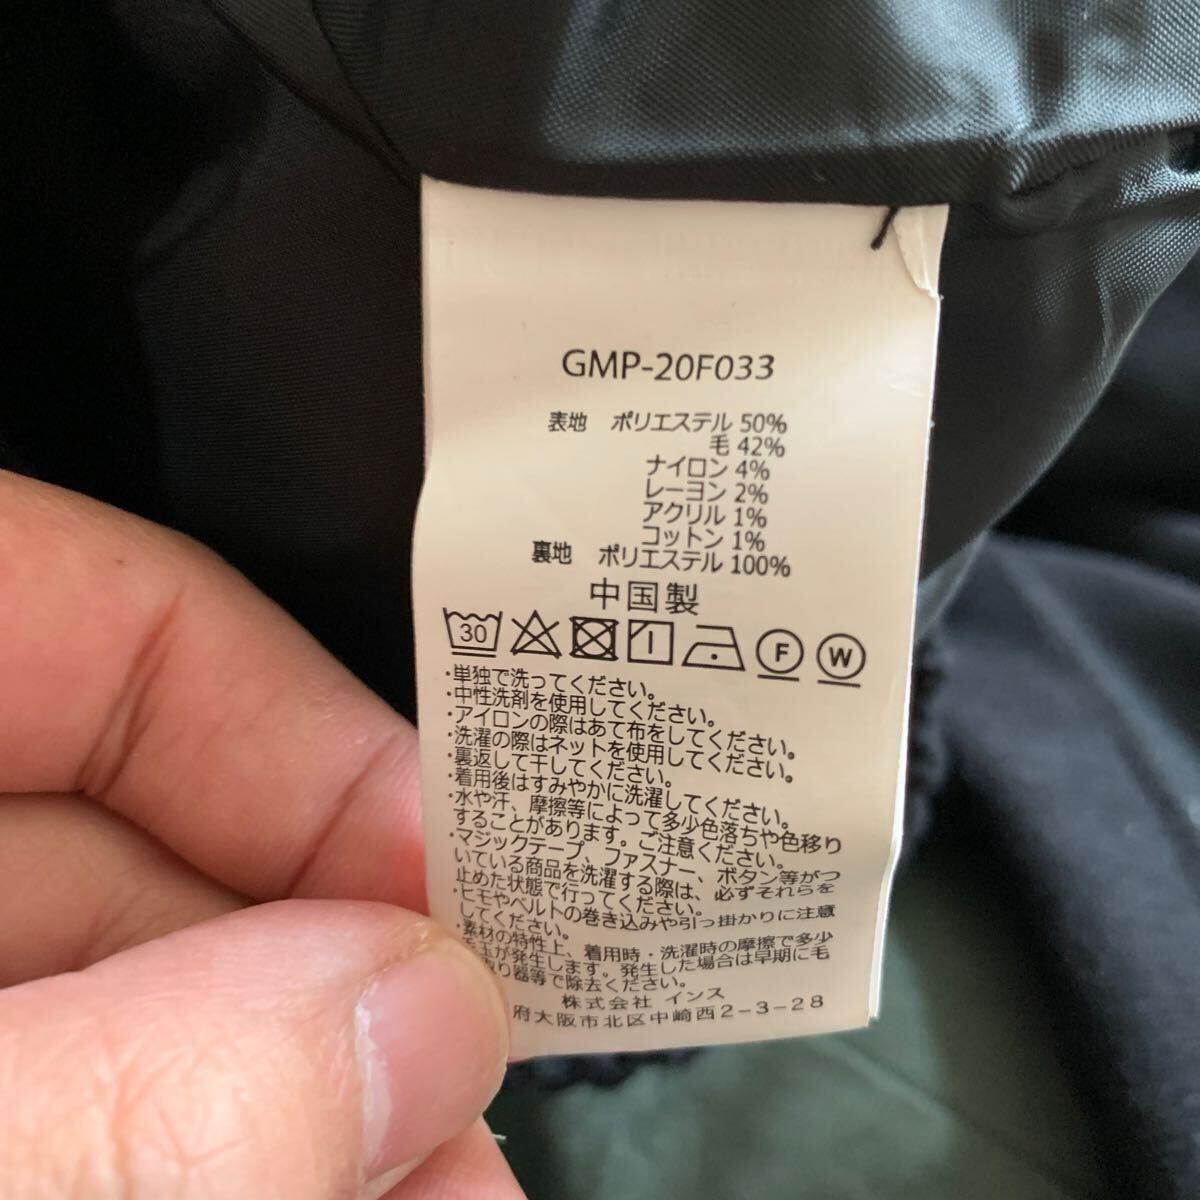 GMP-20F033
表地 ポリエステル 50%
毛 42%
ナイロン 4%
レーヨン 2%
アクリル 1%
コットン 1%
裏地 ポリエステル 100%
中国製
30 F W
・単独で洗ってください。
・中性洗剤を使用してください。
・アイロンの際はあて布をしてください。
・洗濯の際はネットを使用してください。
・裏返して干してください。
・着用後はすみやかに洗濯してください。
・水や汗、摩擦等によって多少色落ちや色移り
することがあります。ご注意ください。
・マジックテープ、ファスナー、ボタン等がつ
いている商品を洗濯する際は、必ずそれらを
止めた状態で行ってください。
・ヒモやベルトの巻き込みや引っ掛かりに注意
してください。
・素材の特性上、着用時・洗濯時の摩擦で多少
毛玉が発生します。発生した場合は早期に毛
取り器等で除去ください。
株式会社 インス
府大阪市北区中崎西2-3-28